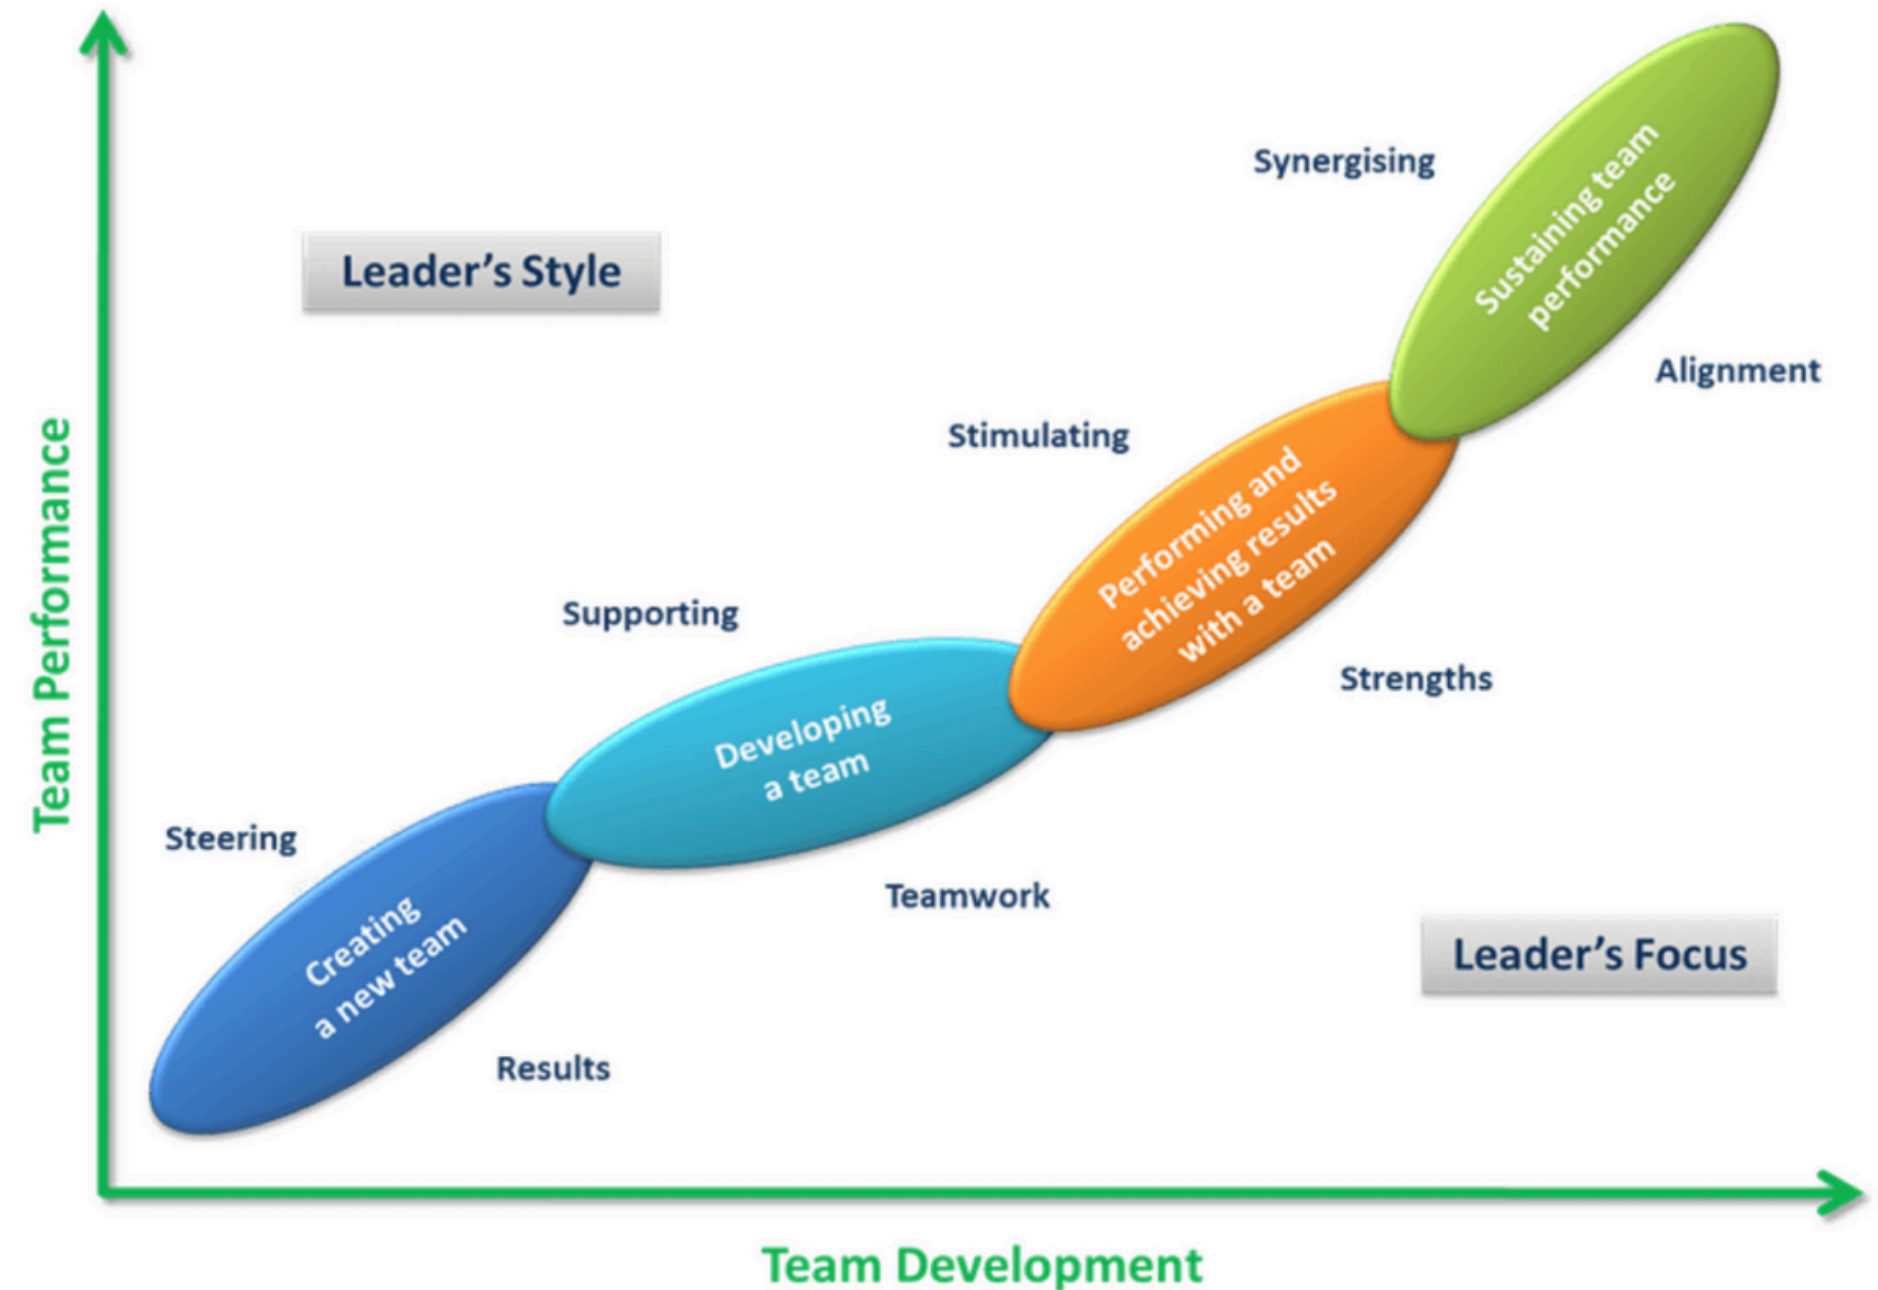 Synergising
Sustaining team
performance
Leader's Style
Alignment
Stimulating
Performing and
achieving results
with a team
Team Performance
Supporting
Strengths
Developing
a team
Steering
Teamwork
Creating
a new team
Leader's Focus
Results
Team Development